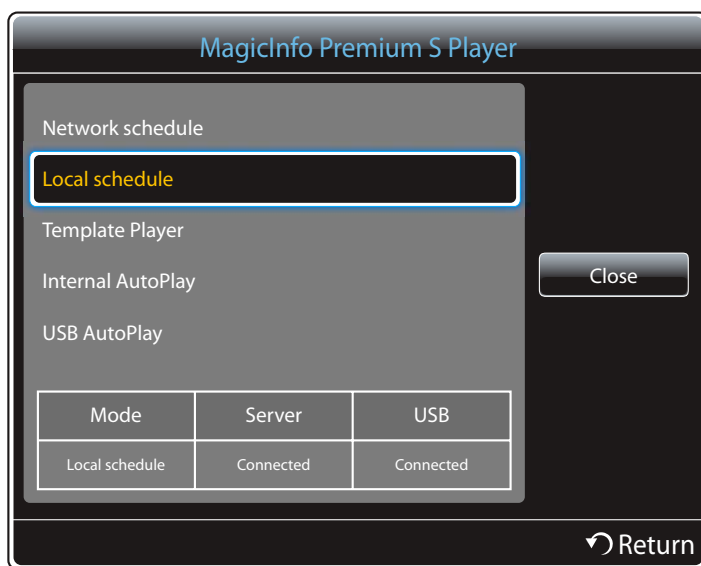 MagicInfo Premium S Player
Network schedule
Local schedule
Template Player
Internal AutoPlay
USB AutoPlay
Close
Mode Server USB
Local schedule Connected Connected
Return